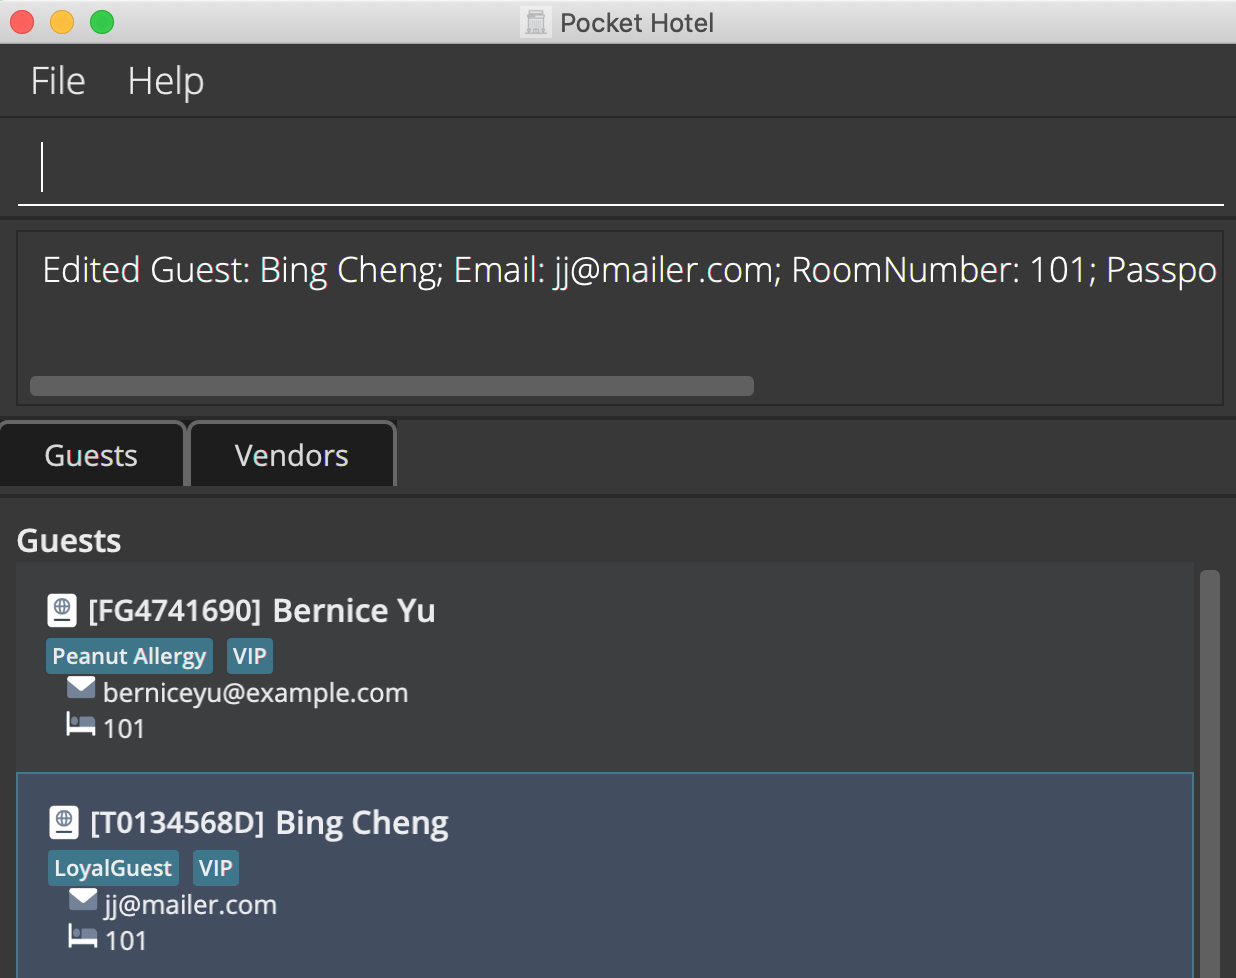 Pocket Hotel
File Help
Edited Guest: Bing Cheng; Email: jj@mailer.com; RoomNumber: 101; Passpo
Guests Vendors
Guests
[FG4741690] Bernice Yu
Peanut Allergy VIP
berniceyu@example.com
101
[T0134568D] Bing Cheng
LoyalGuest VIP
jj@mailer.com
101